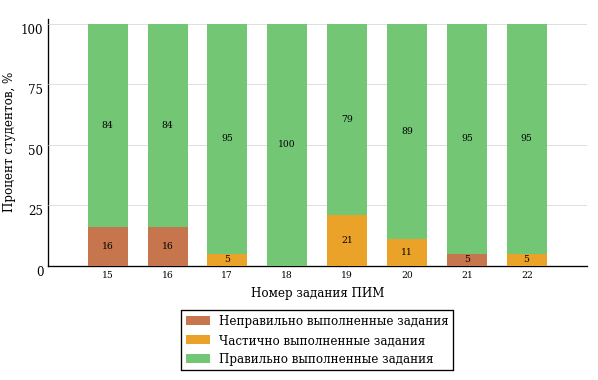 Процент студентов, %
100
75
50
25
0
84 84 95 100 79 89 95 95
16 16 5 21 11 5 5
15 16 17 18 19 20 21 22
Номер задания ПИМ
Неправильно выполненные задания
Частично выполненные задания
Правильно выполненные задания